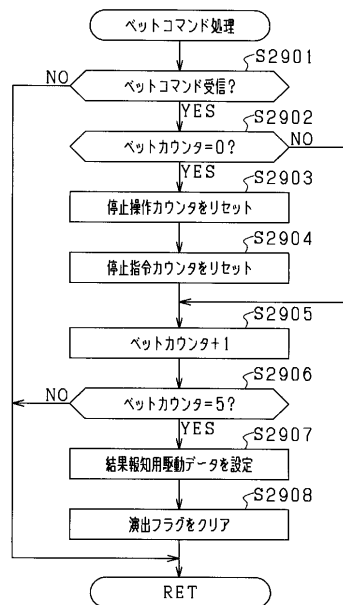 ベットコマンド処理
S2901
NO
ベットコマンド受信?
YES
S2902
ベットカウンタ=0?
NO
YES
S2903
停止操作カウンタをリセット
S2904
停止指令カウンタをリセット
S2905
ベットカウンタ+1
S2906
NO
ベットカウンタ=5?
YES
S2907
結果報知用駆動データを設定
S2908
演出フラグをクリア
RET